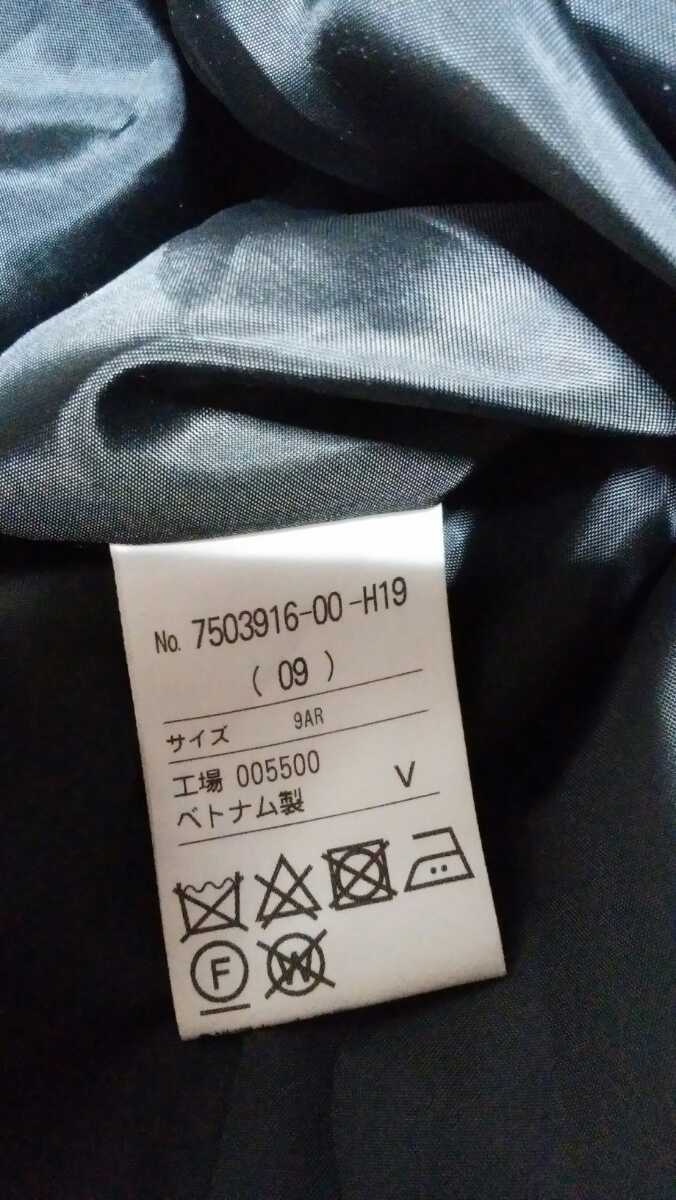 No. 7503916-00-H19
( 09 )
サイズ 9AR
工場 005500 V
ベトナム製
F W